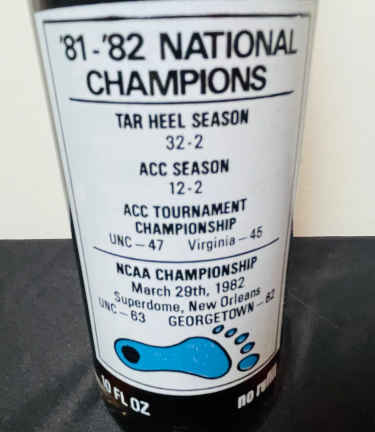 '81-'82 NATIONAL
CHAMPIONS
TAR HEEL SEASON
32-2
ACC SEASON
12-2
ACC TOURNAMENT
CHAMPIONSHIP
UNC-47 Virginia-45
NCAA CHAMPIONSHIP
March 29th, 1982
Superdome, New Orleans
UNC-63 GEORGETOWN-62
10 FL OZ no